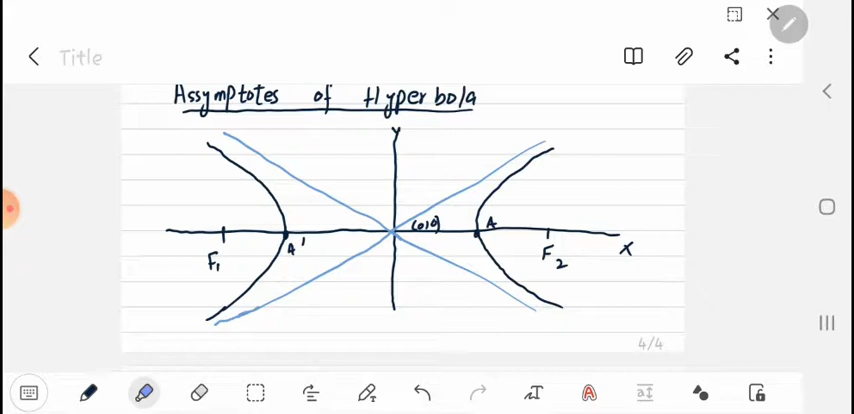 Title
Assymptotes of Hyperbola
Y
(0,0)
A
A'
F1
F2
X
4/4